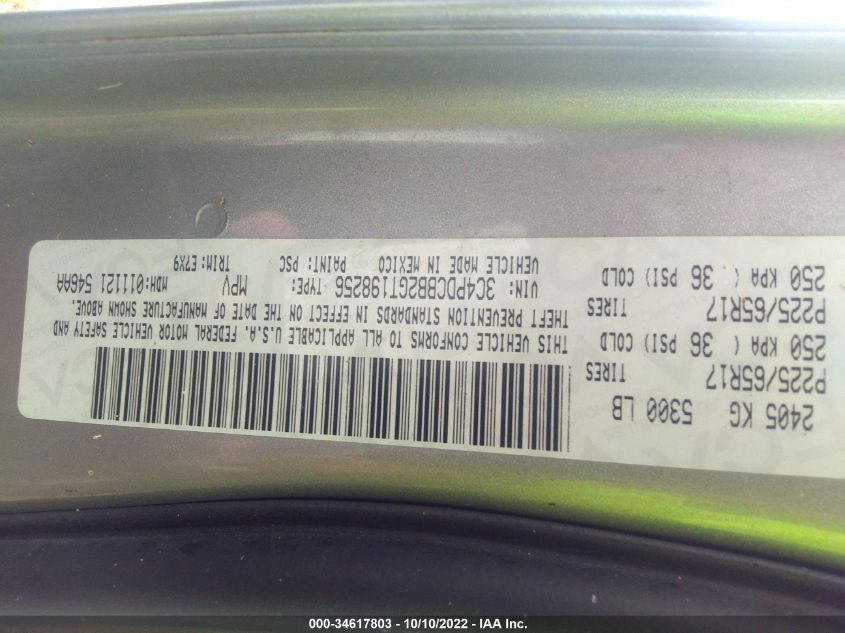 2405 KG 5300 LB
P225/65R17 TIRES
250 KPA ( 36 PSI) COLD
P225/65R17 TIRES
250 KPA ( 36 PSI) COLD
THIS VEHICLE CONFORMS TO ALL APPLICABLE U.S.A. FEDERAL MOTOR VEHICLE SAFETY AND
THEFT PREVENTION STANDARDS IN EFFECT ON THE DATE OF MANUFACTURE SHOWN ABOVE.
VIN: 3C4PDCBB2GT198256 TYPE: MPV MDH:011121 546AA
VEHICLE MADE IN MEXICO PAINT: PSC TRIM: E7X9
000-34617803 - 10/10/2022 - IAA Inc.